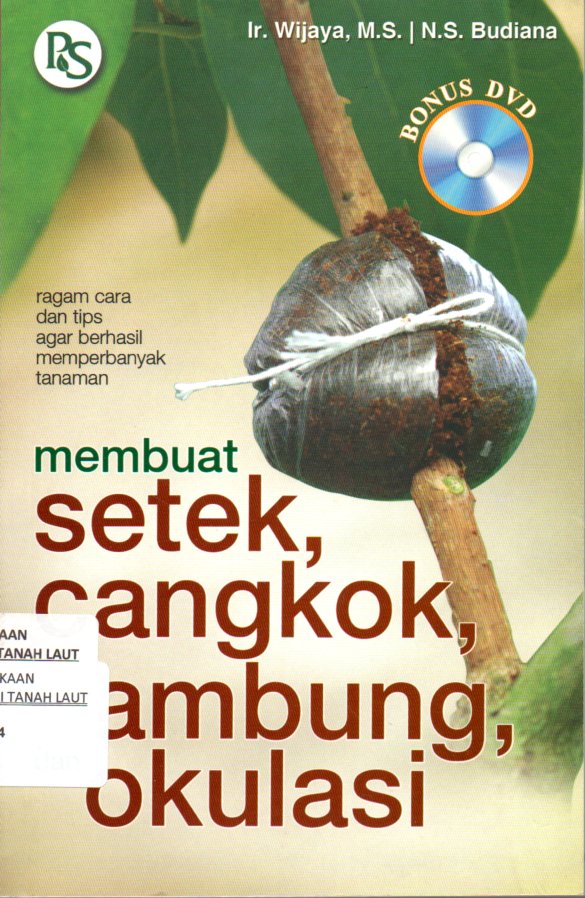 PS
Ir. Wijaya, M.S. | N.S. Budiana
BONUS DVD
ragam cara
dan tips
agar berhasil
memperbanyak
tanaman
membuat
setek,
cangkok,
ambung,
okulasi
AAN
TANAH LAUT
KAAN
I TANAH LAUT
4